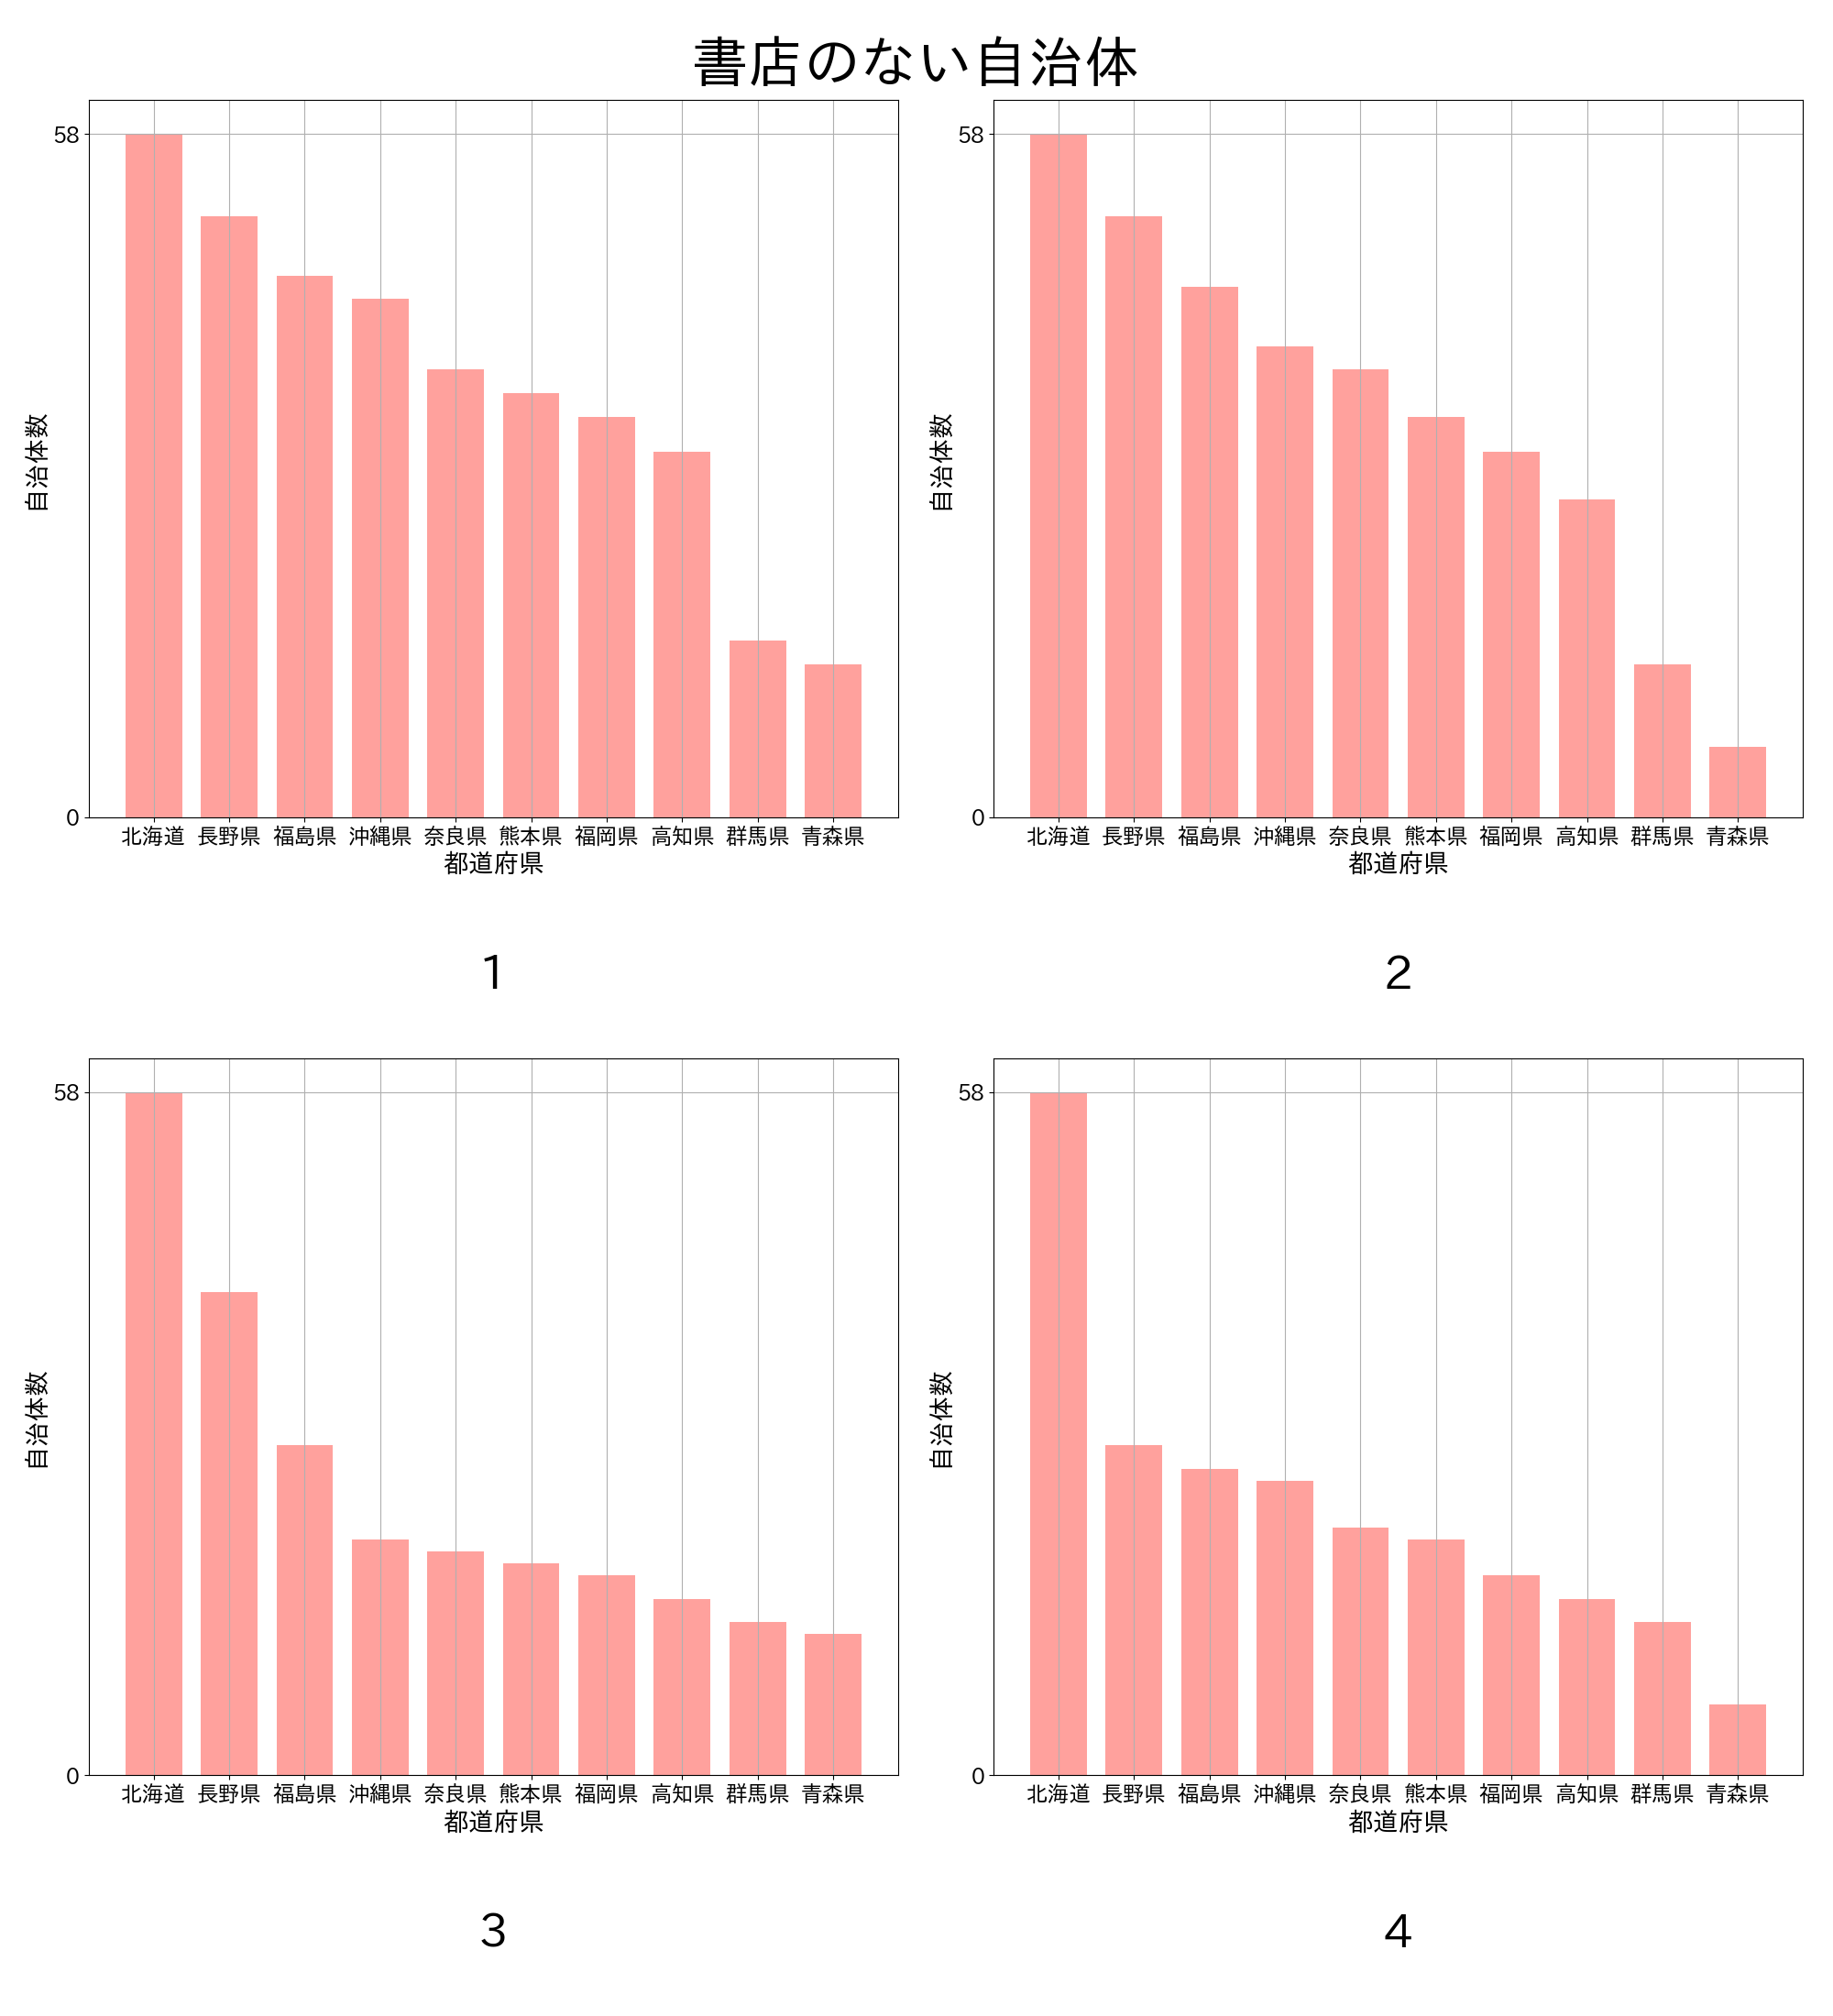 書店のない自治体
58
0
自治体数
北海道 長野県 福島県 沖縄県 奈良県 熊本県 福岡県 高知県 群馬県 青森県
都道府県
1
58
0
自治体数
北海道 長野県 福島県 沖縄県 奈良県 熊本県 福岡県 高知県 群馬県 青森県
都道府県
2
58
0
自治体数
北海道 長野県 福島県 沖縄県 奈良県 熊本県 福岡県 高知県 群馬県 青森県
都道府県
3
58
0
自治体数
北海道 長野県 福島県 沖縄県 奈良県 熊本県 福岡県 高知県 群馬県 青森県
都道府県
4